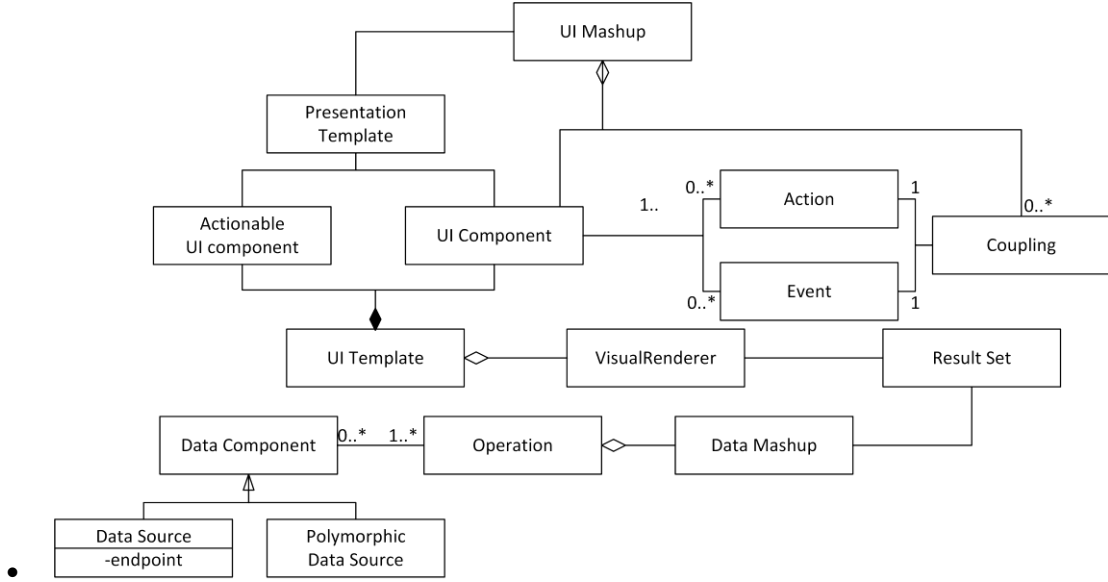 UI Mashup
Presentation
Template
Actionable
UI component
UI Component
1..
0..*
Action
1
0..*
Coupling
0..*
Event
1
UI Template
VisualRenderer
Result Set
Data Component
0..*
1..*
Operation
Data Mashup
Data Source
-endpoint
Polymorphic
Data Source